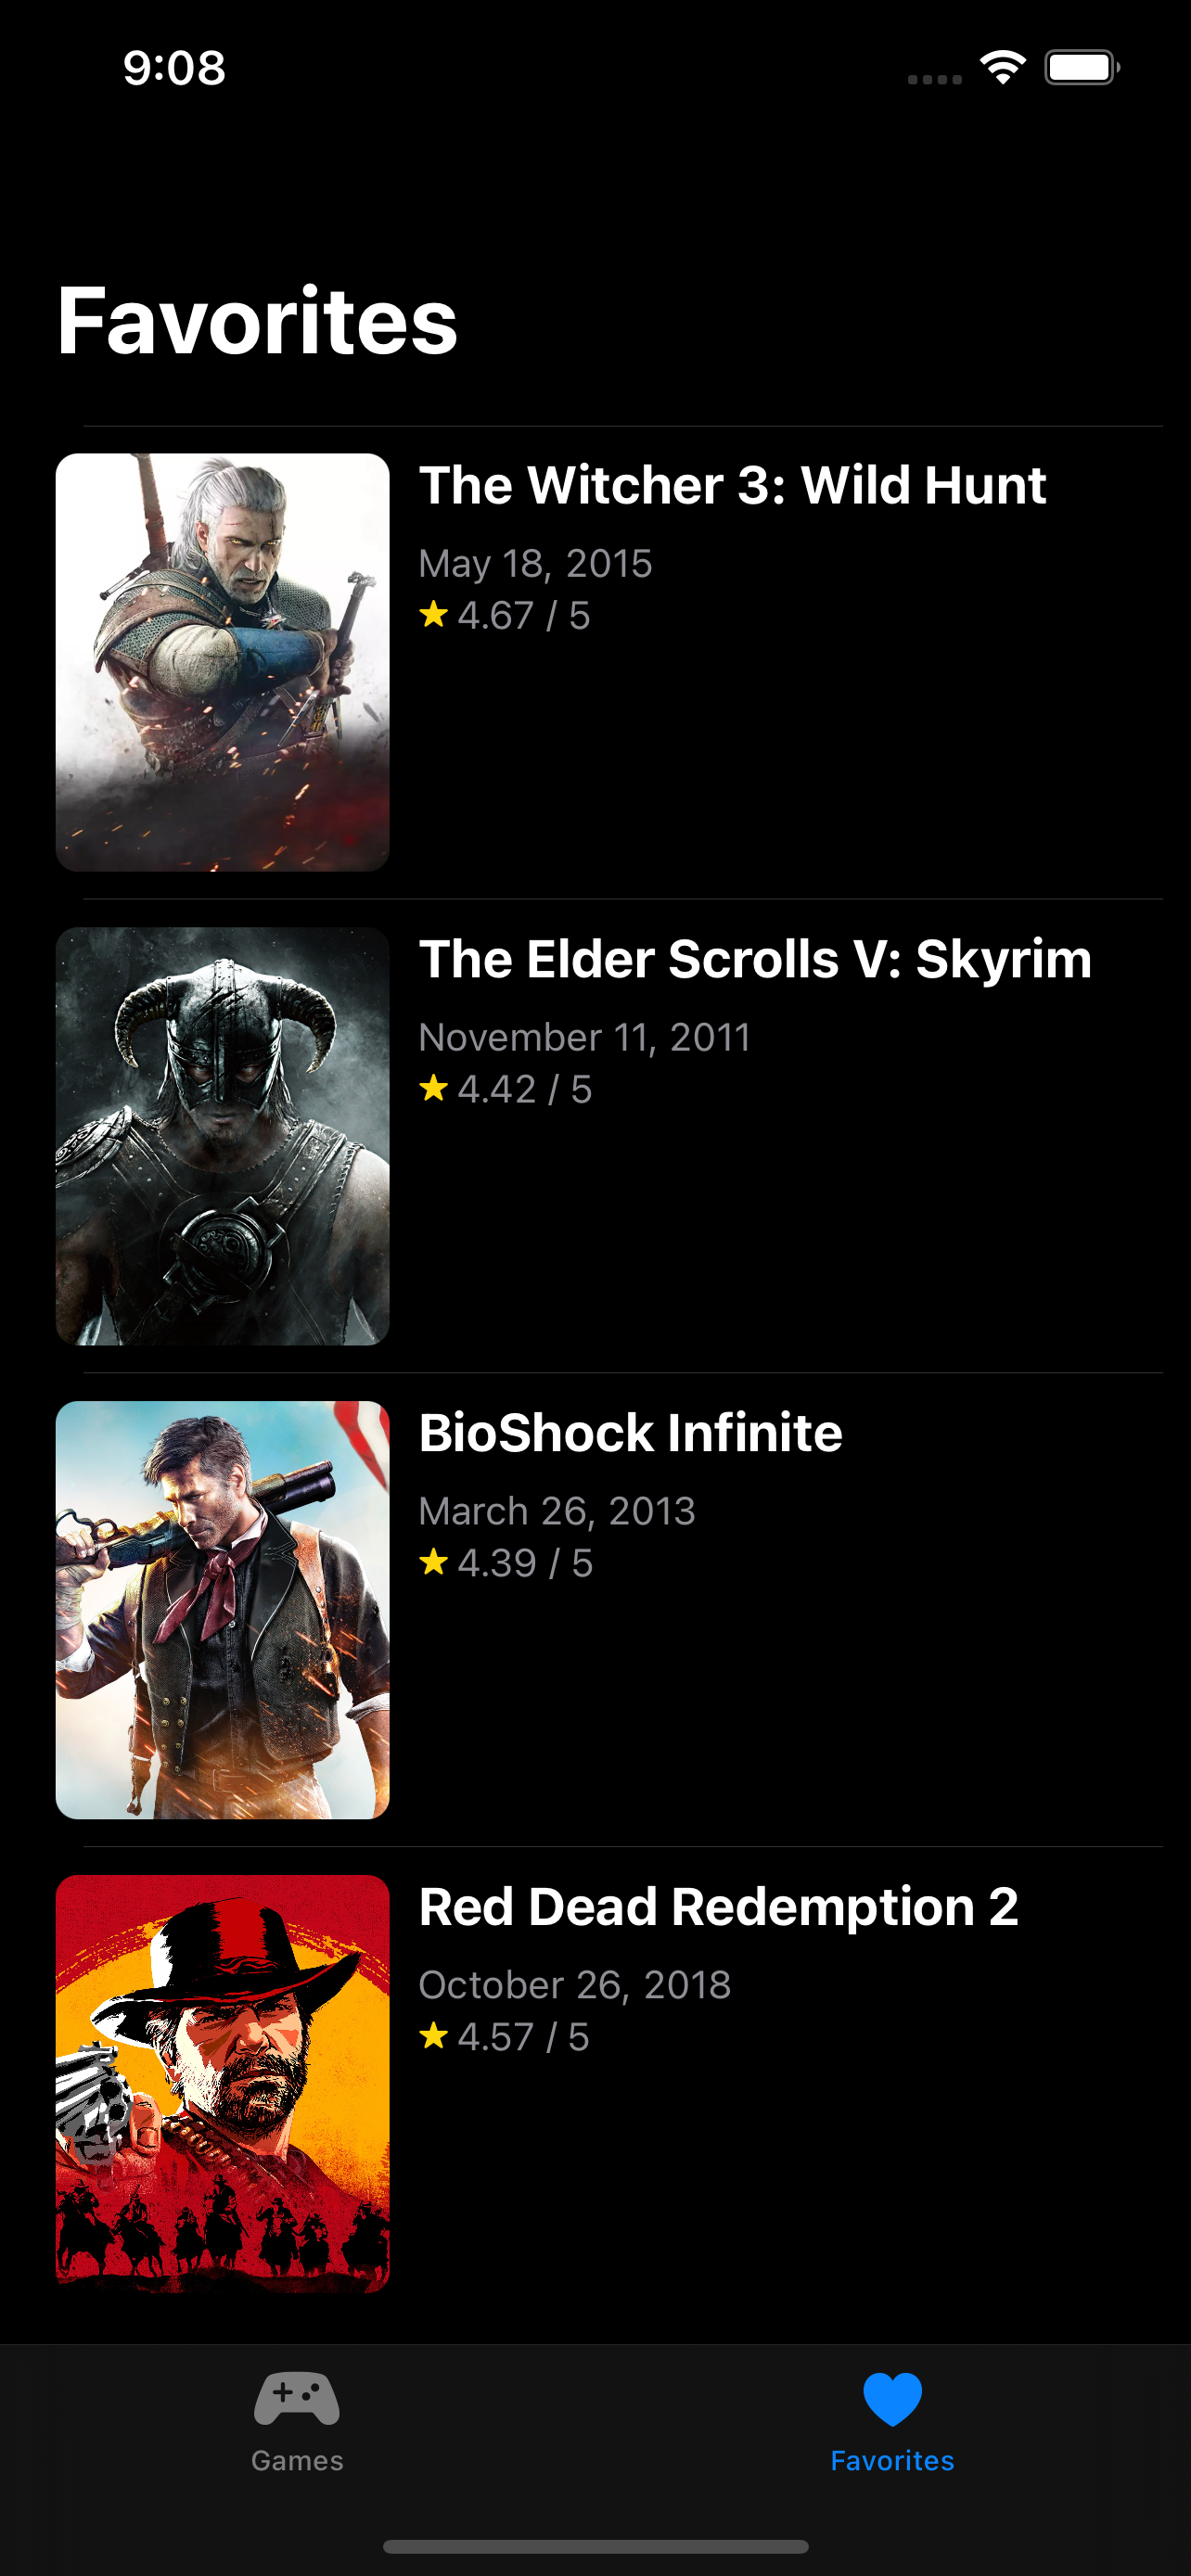 9:08
Favorites
The Witcher 3: Wild Hunt
May 18, 2015
4.67 / 5
The Elder Scrolls V: Skyrim
November 11, 2011
4.42 / 5
BioShock Infinite
March 26, 2013
4.39 / 5
Red Dead Redemption 2
October 26, 2018
4.57 / 5
Games
Favorites